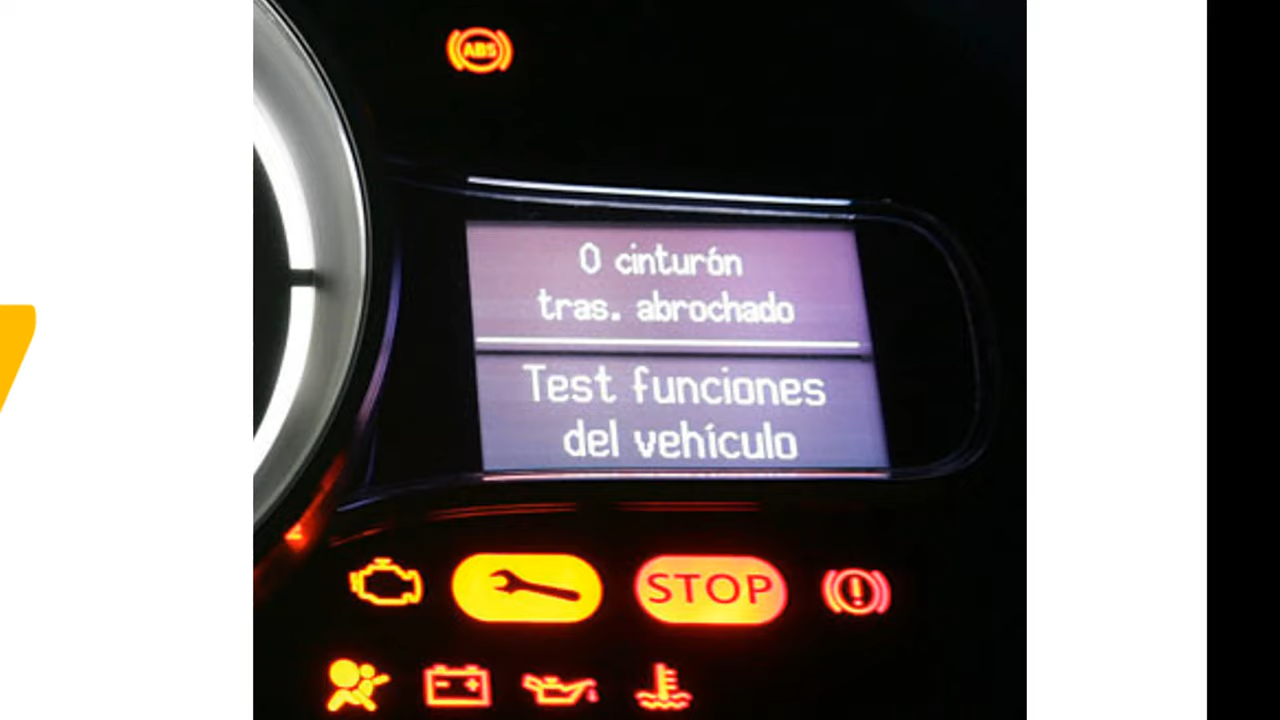 ABS
0 cinturón
tras. abrochado
Test funciones
del vehículo
STOP